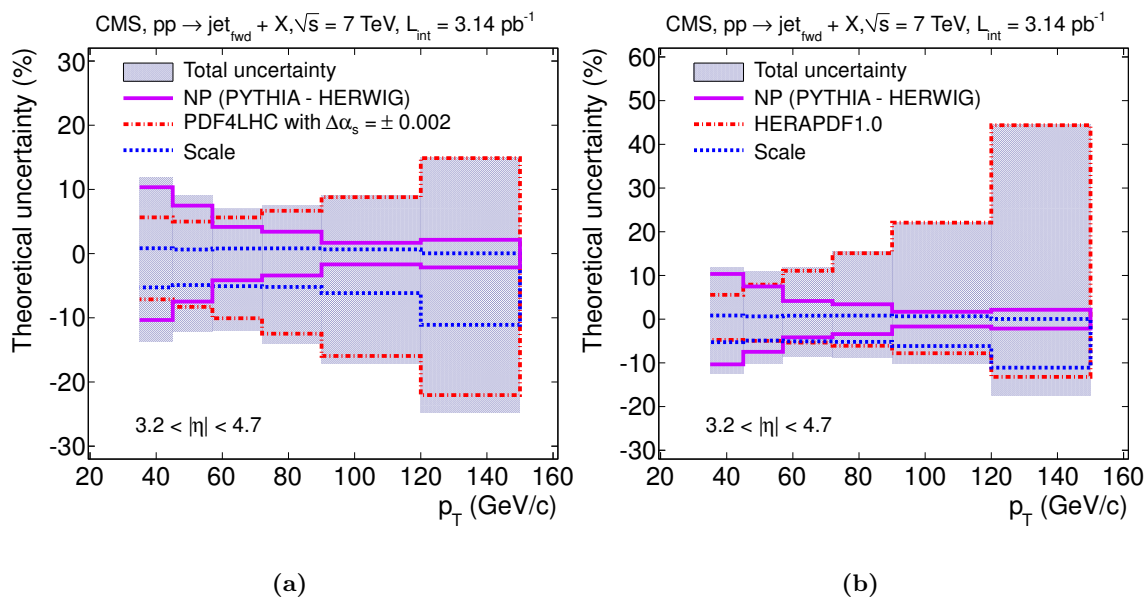 CMS, pp → jet_fwd + X,√s = 7 TeV, L_int = 3.14 pb⁻¹
Theoretical uncertainty (%)
30
20
10
0
-10
-20
-30
Total uncertainty
NP (PYTHIA - HERWIG)
PDF4LHC with Δα_s = ± 0.002
Scale
3.2 < |η| < 4.7
20 40 60 80 100 120 140 160
p_T (GeV/c)
(a)
CMS, pp → jet_fwd + X,√s = 7 TeV, L_int = 3.14 pb⁻¹
Theoretical uncertainty (%)
60
50
40
30
20
10
0
-10
-20
-30
Total uncertainty
NP (PYTHIA - HERWIG)
HERAPDF1.0
Scale
3.2 < |η| < 4.7
20 40 60 80 100 120 140 160
p_T (GeV/c)
(b)